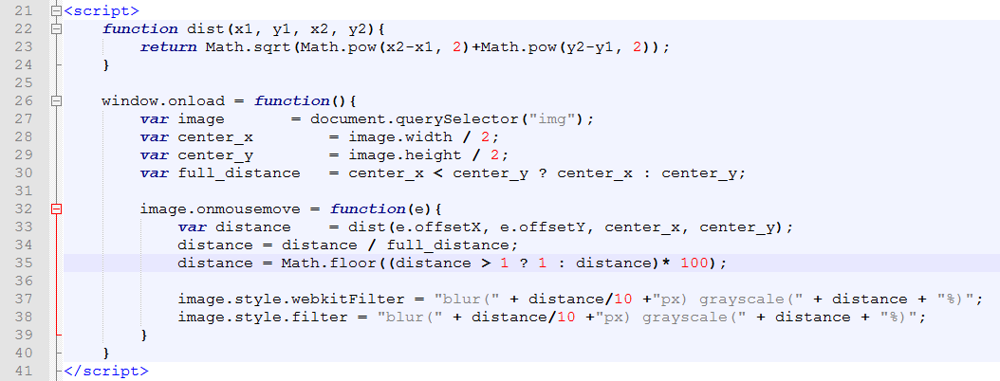 21 <script>
22     function dist(x1, y1, x2, y2){
23         return Math.sqrt(Math.pow(x2-x1, 2)+Math.pow(y2-y1, 2));
24     }
25
26     window.onload = function(){
27         var image       = document.querySelector("img");
28         var center_x        = image.width / 2;
29         var center_y        = image.height / 2;
30         var full_distance   = center_x < center_y ? center_x : center_y;
31
32         image.onmousemove = function(e){
33             var distance    = dist(e.offsetX, e.offsetY, center_x, center_y);
34             distance = distance / full_distance;
35             distance = Math.floor((distance > 1 ? 1 : distance)* 100);
36
37             image.style.webkitFilter = "blur(" + distance/10 +"px) grayscale(" + distance + "%)";
38             image.style.filter = "blur(" + distance/10 +"px) grayscale(" + distance + "%)";
39         }
40     }
41 </script>